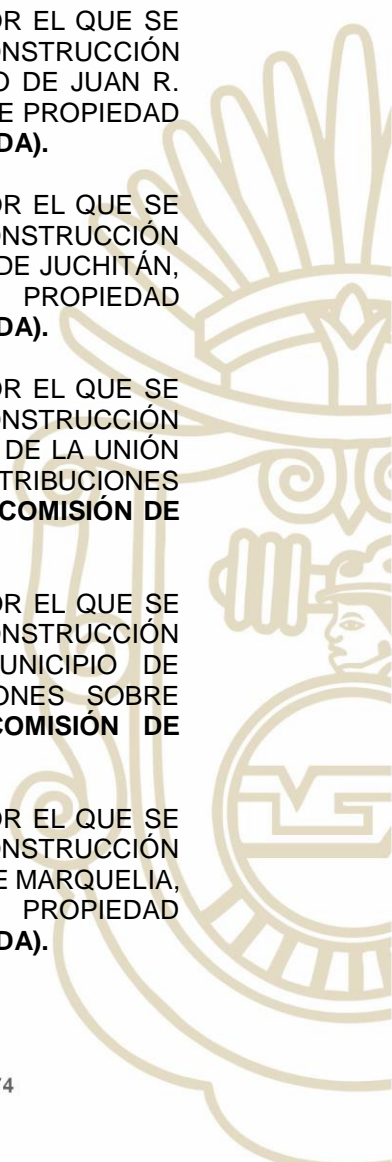 OR EL QUE SE
ONSTRUCCIÓN
O DE JUAN R.
E PROPIEDAD
DA).
OR EL QUE SE
ONSTRUCCIÓN
DE JUCHITÁN,
PROPIEDAD
DA).
OR EL QUE SE
ONSTRUCCIÓN
DE LA UNIÓN
TRIBUCIONES
COMISIÓN DE
OR EL QUE SE
ONSTRUCCIÓN
UNICIPIO DE
IONES SOBRE
COMISIÓN DE
OR EL QUE SE
ONSTRUCCIÓN
E MARQUELIA,
PROPIEDAD
DA).
74